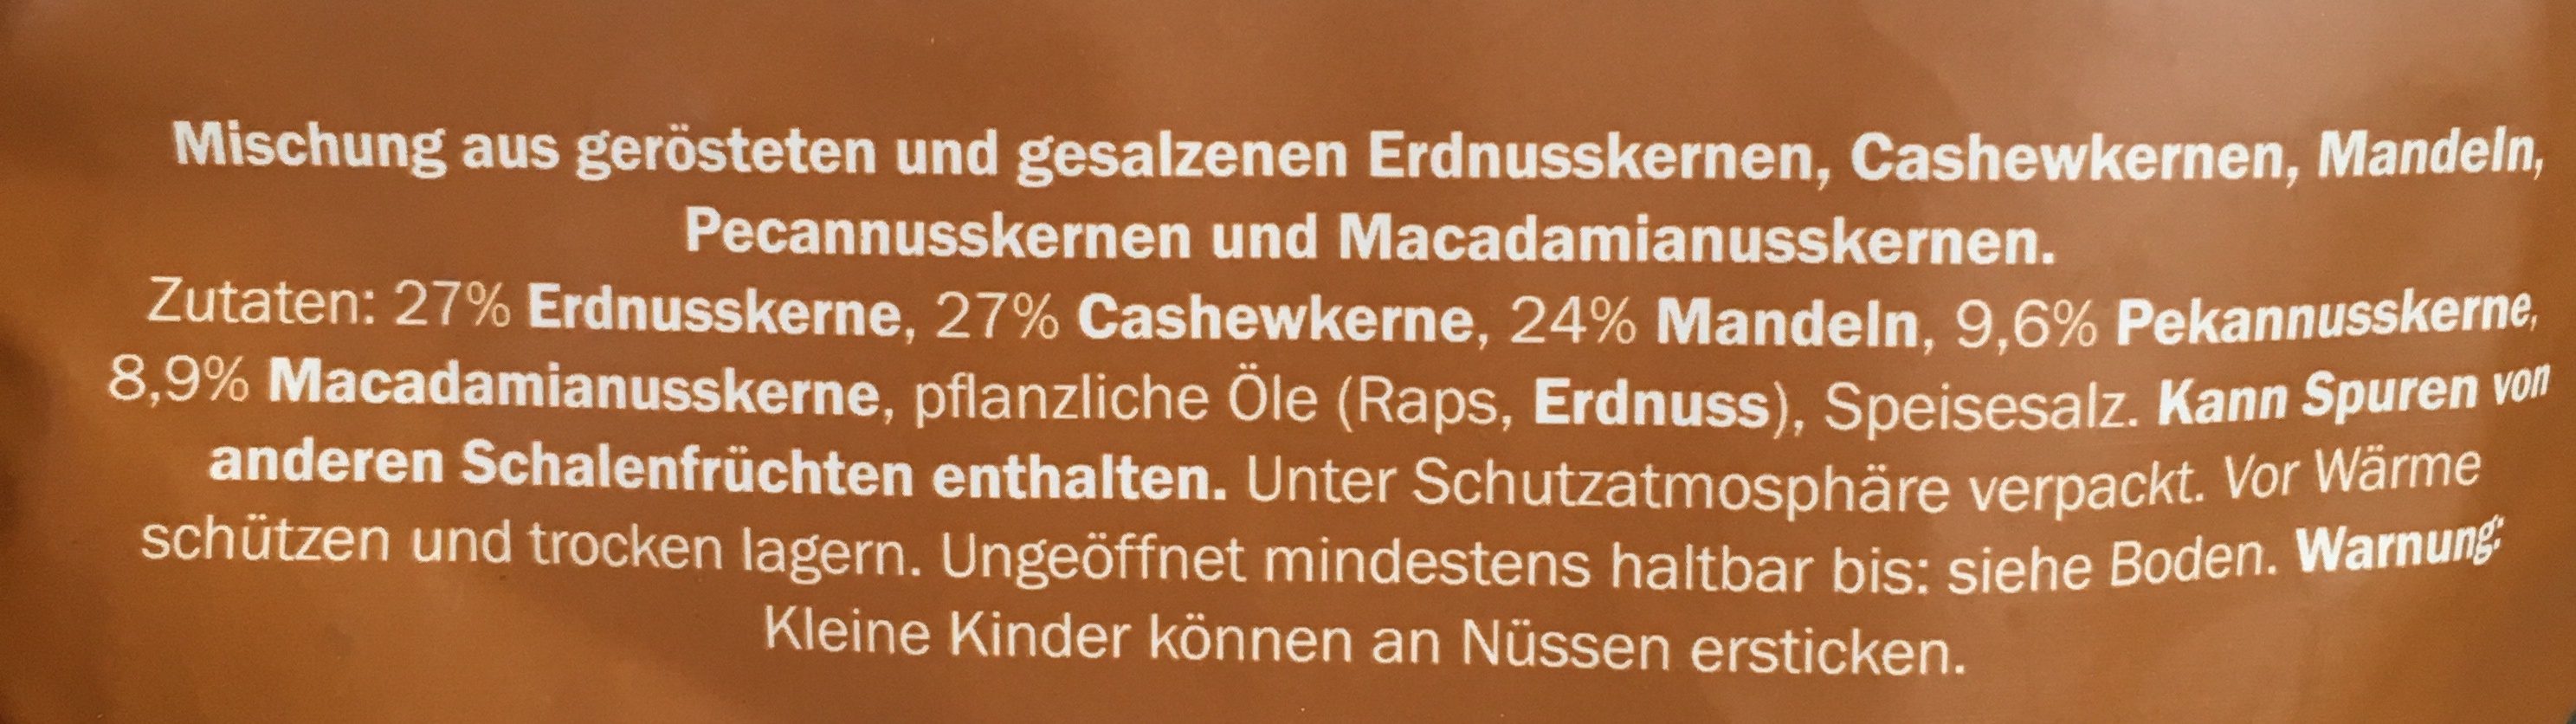 Mischung aus gerösteten und gesalzenen Erdnusskernen, Cashewkernen, Mandeln,
Pecannusskernen und Macadamianusskernen.
Zutaten: 27% Erdnusskerne, 27% Cashewkerne, 24% Mandeln, 9,6% Pekannusskerne,
8,9% Macadamianusskerne, pflanzliche Öle (Raps, Erdnuss), Speisesalz. Kann Spuren von
anderen Schalenfrüchten enthalten. Unter Schutzatmosphäre verpackt. Vor Wärme
schützen und trocken lagern. Ungeöffnet mindestens haltbar bis: siehe Boden. Warnung:
Kleine Kinder können an Nüssen ersticken.